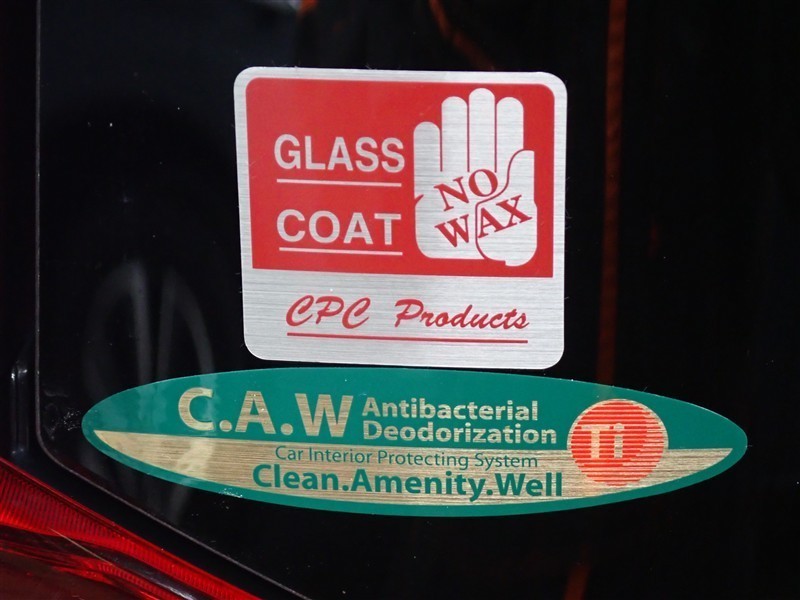 GLASS
COAT
NO
WAX
CPC Products
C.A.W Antibacterial
Deodorization
Ti
Car Interior Protecting System
Clean.Amenity.Well